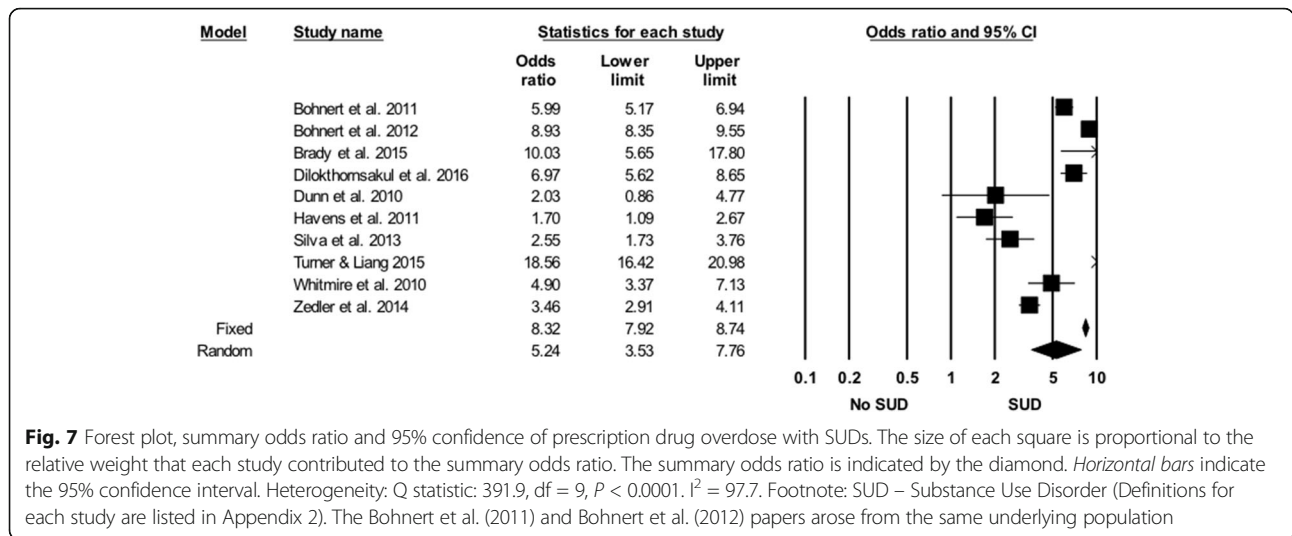 Model Study name Statistics for each study Odds ratio and 95% CI
Odds ratio Lower limit Upper limit
Bohnert et al. 2011 5.99 5.17 6.94
Bohnert et al. 2012 8.93 8.35 9.55
Brady et al. 2015 10.03 5.65 17.80
Dilokthornsakul et al. 2016 6.97 5.62 8.65
Dunn et al. 2010 2.03 0.86 4.77
Havens et al. 2011 1.70 1.09 2.67
Silva et al. 2013 2.55 1.73 3.76
Turner & Liang 2015 18.56 16.42 20.98
Whitmire et al. 2010 4.90 3.37 7.13
Zedler et al. 2014 3.46 2.91 4.11
Fixed 8.32 7.92 8.74
Random 5.24 3.53 7.76
0.1 0.2 0.5 1 2 5 10
No SUD SUD
Fig. 7 Forest plot, summary odds ratio and 95% confidence of prescription drug overdose with SUDs. The size of each square is proportional to the
relative weight that each study contributed to the summary odds ratio. The summary odds ratio is indicated by the diamond. Horizontal bars indicate
the 95% confidence interval. Heterogeneity: Q statistic: 391.9, df = 9, P < 0.0001. I² = 97.7. Footnote: SUD – Substance Use Disorder (Definitions for
each study are listed in Appendix 2). The Bohnert et al. (2011) and Bohnert et al. (2012) papers arose from the same underlying population